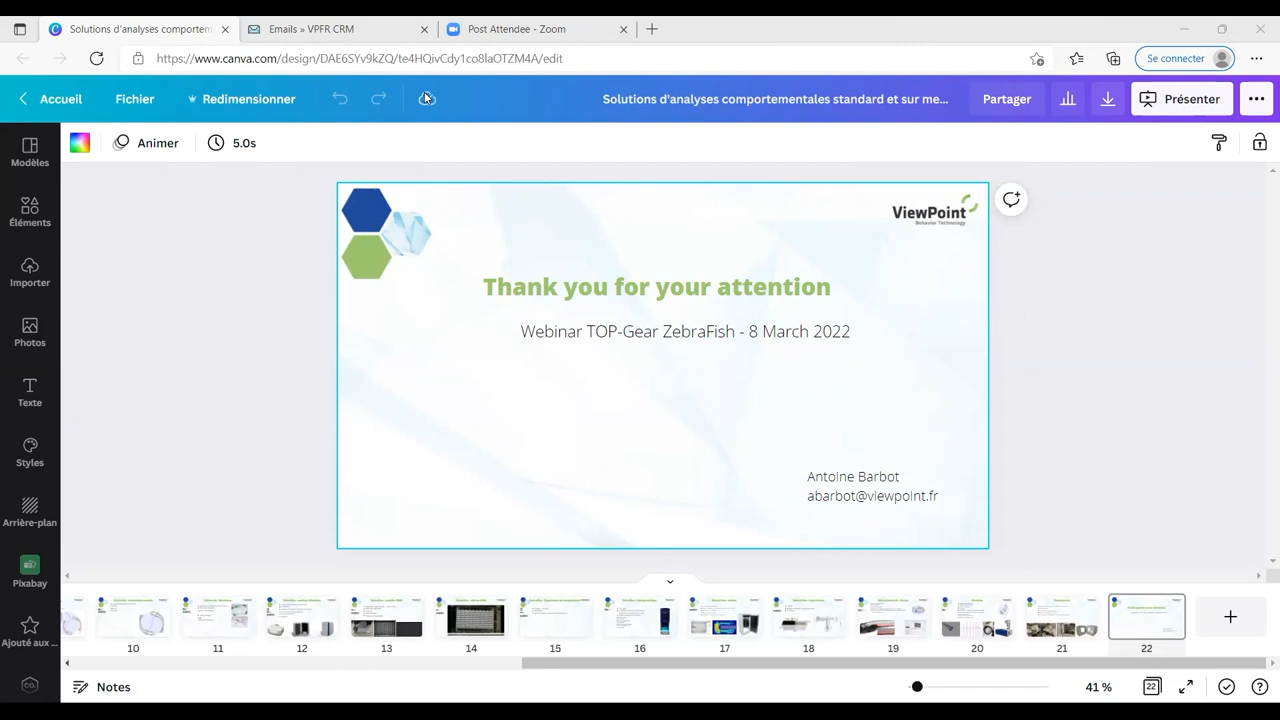 Solutions d'analyses comportem
Emails » VPFR CRM
Post Attendee - Zoom
https://www.canva.com/design/DAE6SYv9kZQ/te4HQivCdy1co8laOTZM4A/edit
Se connecter
Accueil
Fichier
Redimensionner
Solutions d'analyses comportementales standard et sur me...
Partager
Présenter
Animer
5.0s
Modèles
Éléments
Importer
Photos
Texte
Styles
Arrière-plan
Pixabay
Ajouté aux ...
ViewPoint
Behavior Technology
Thank you for your attention
Webinar TOP-Gear ZebraFish - 8 March 2022
Antoine Barbot
abarbot@viewpoint.fr
10 11 12 13 14 15 16 17 18 19 20 21 22
Notes
41 %
22
CO.